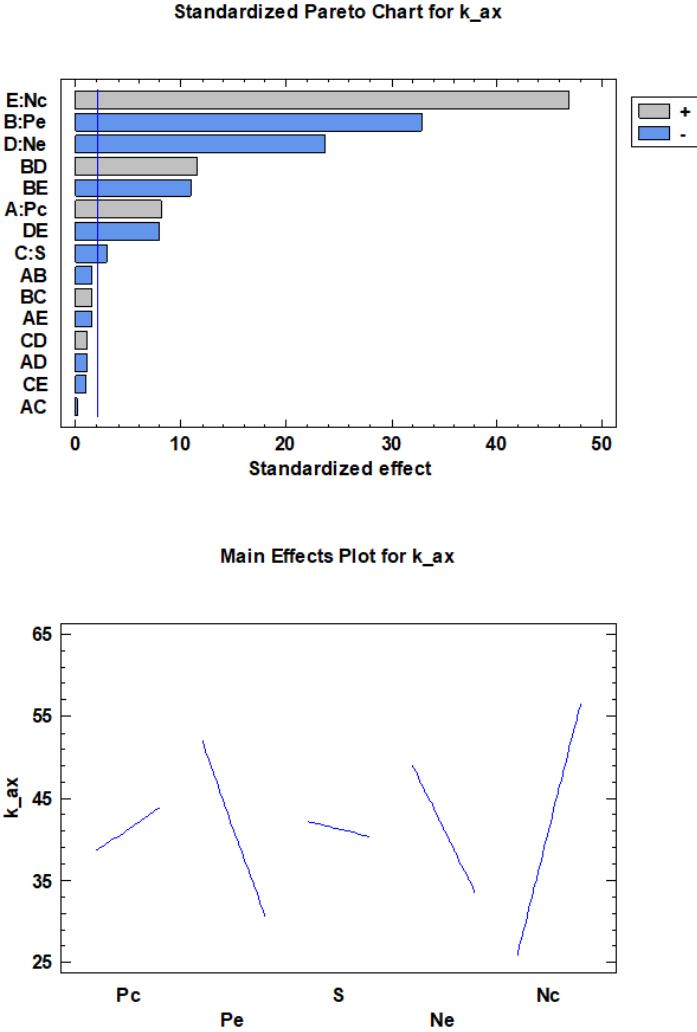 Standardized Pareto Chart for k_ax
E:Nc
B:Pe
D:Ne
BD
BE
A:Pc
DE
C:S
AB
BC
AE
CD
AD
CE
AC
+
-
0 10 20 30 40 50
Standardized effect
Main Effects Plot for k_ax
65
55
45
35
25
k_ax
Pc S Nc
Pe Ne